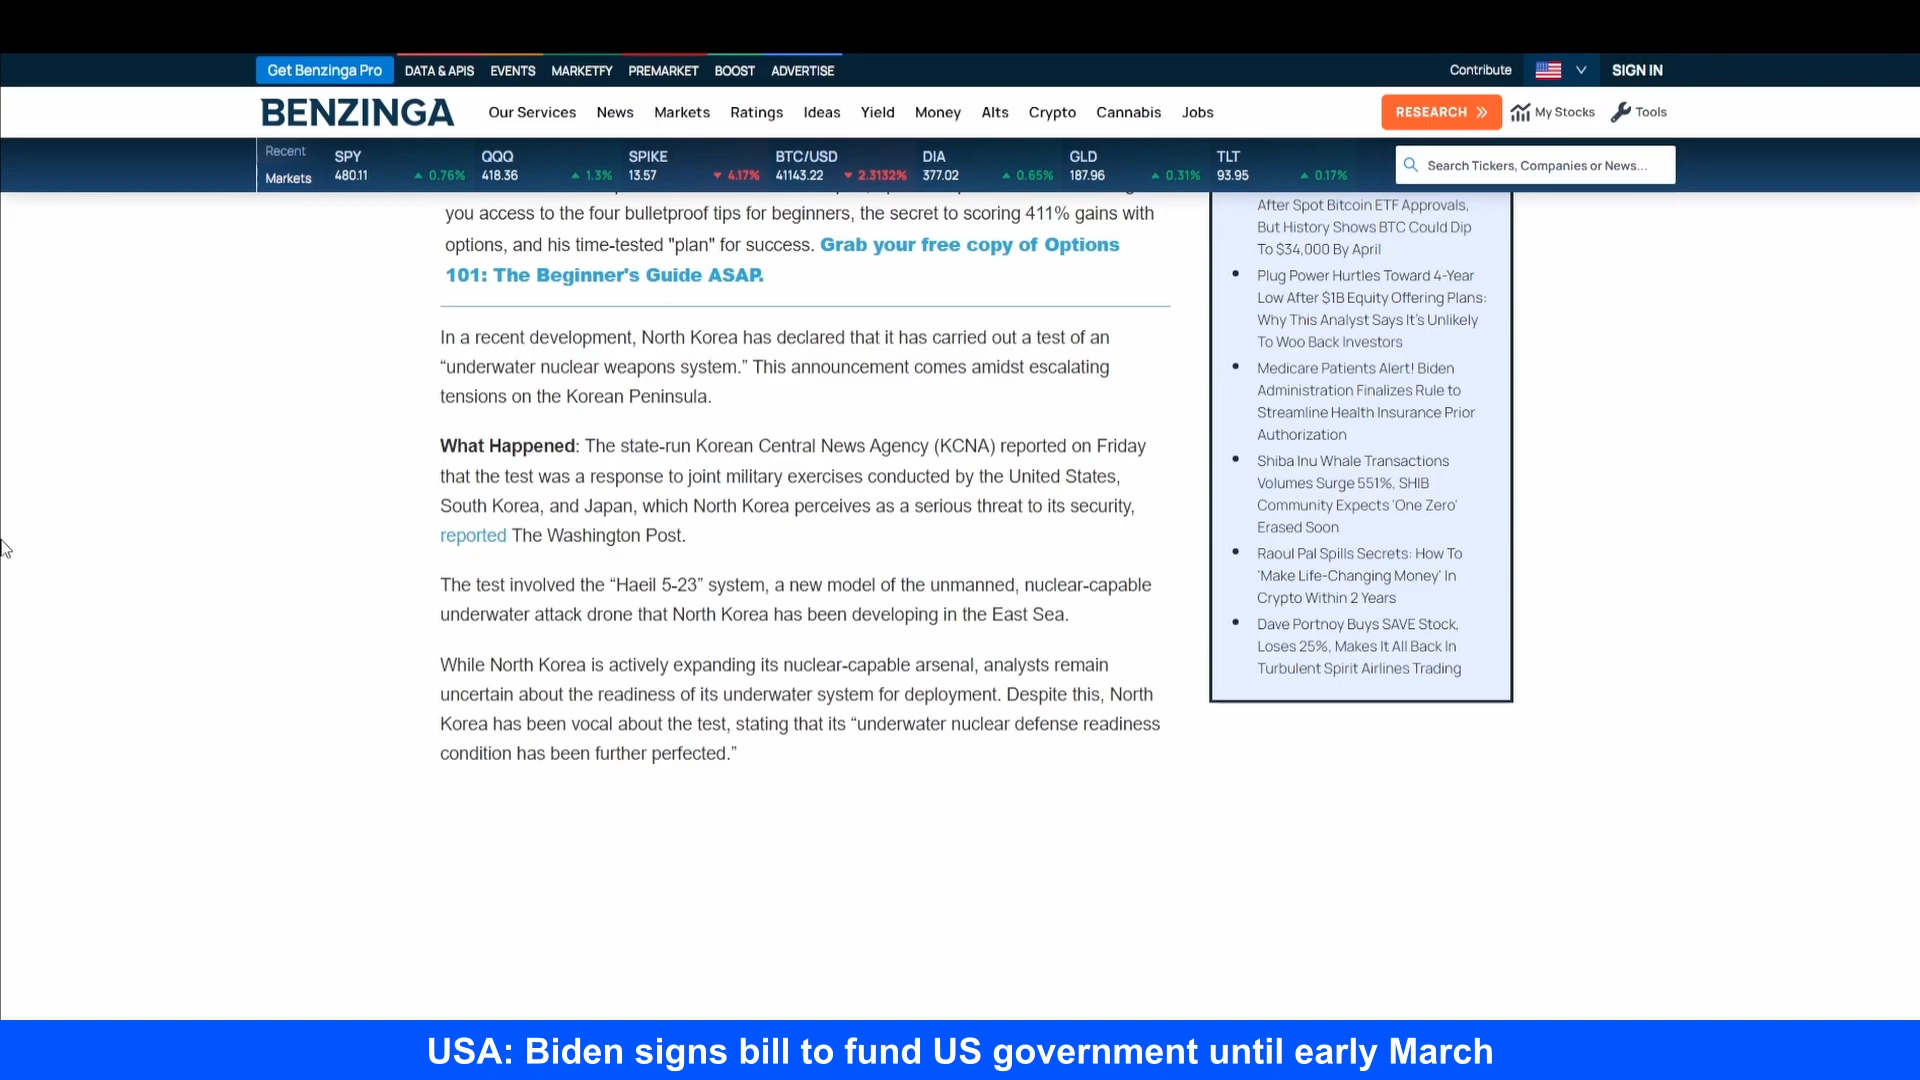 Get Benzinga Pro DATA & APIS EVENTS MARKETFY PREMARKET BOOST ADVERTISE Contribute SIGN IN
BENZINGA Our Services News Markets Ratings Ideas Yield Money Alts Crypto Cannabis Jobs RESEARCH My Stocks Tools
Recent
Markets
SPY
480.11 0.76%
QQQ
418.36 1.3%
SPIKE
13.57 4.17%
BTC/USD
41143.22 2.3132%
DIA
377.02 0.65%
GLD
187.96 0.31%
TLT
93.95 0.17%
Search Tickers, Companies or News...
you access to the four bulletproof tips for beginners, the secret to scoring 411% gains with
options, and his time-tested "plan" for success. Grab your free copy of Options
101: The Beginner's Guide ASAP.
In a recent development, North Korea has declared that it has carried out a test of an
“underwater nuclear weapons system.” This announcement comes amidst escalating
tensions on the Korean Peninsula.
What Happened: The state-run Korean Central News Agency (KCNA) reported on Friday
that the test was a response to joint military exercises conducted by the United States,
South Korea, and Japan, which North Korea perceives as a serious threat to its security,
reported The Washington Post.
The test involved the “Haeil 5-23” system, a new model of the unmanned, nuclear-capable
underwater attack drone that North Korea has been developing in the East Sea.
While North Korea is actively expanding its nuclear-capable arsenal, analysts remain
uncertain about the readiness of its underwater system for deployment. Despite this, North
Korea has been vocal about the test, stating that its “underwater nuclear defense readiness
condition has been further perfected.”
After Spot Bitcoin ETF Approvals,
But History Shows BTC Could Dip
To $34,000 By April
Plug Power Hurtles Toward 4-Year
Low After $1B Equity Offering Plans:
Why This Analyst Says It's Unlikely
To Woo Back Investors
Medicare Patients Alert! Biden
Administration Finalizes Rule to
Streamline Health Insurance Prior
Authorization
Shiba Inu Whale Transactions
Volumes Surge 551%, SHIB
Community Expects 'One Zero'
Erased Soon
Raoul Pal Spills Secrets: How To
'Make Life-Changing Money' In
Crypto Within 2 Years
Dave Portnoy Buys SAVE Stock,
Loses 25%, Makes It All Back In
Turbulent Spirit Airlines Trading
USA: Biden signs bill to fund US government until early March